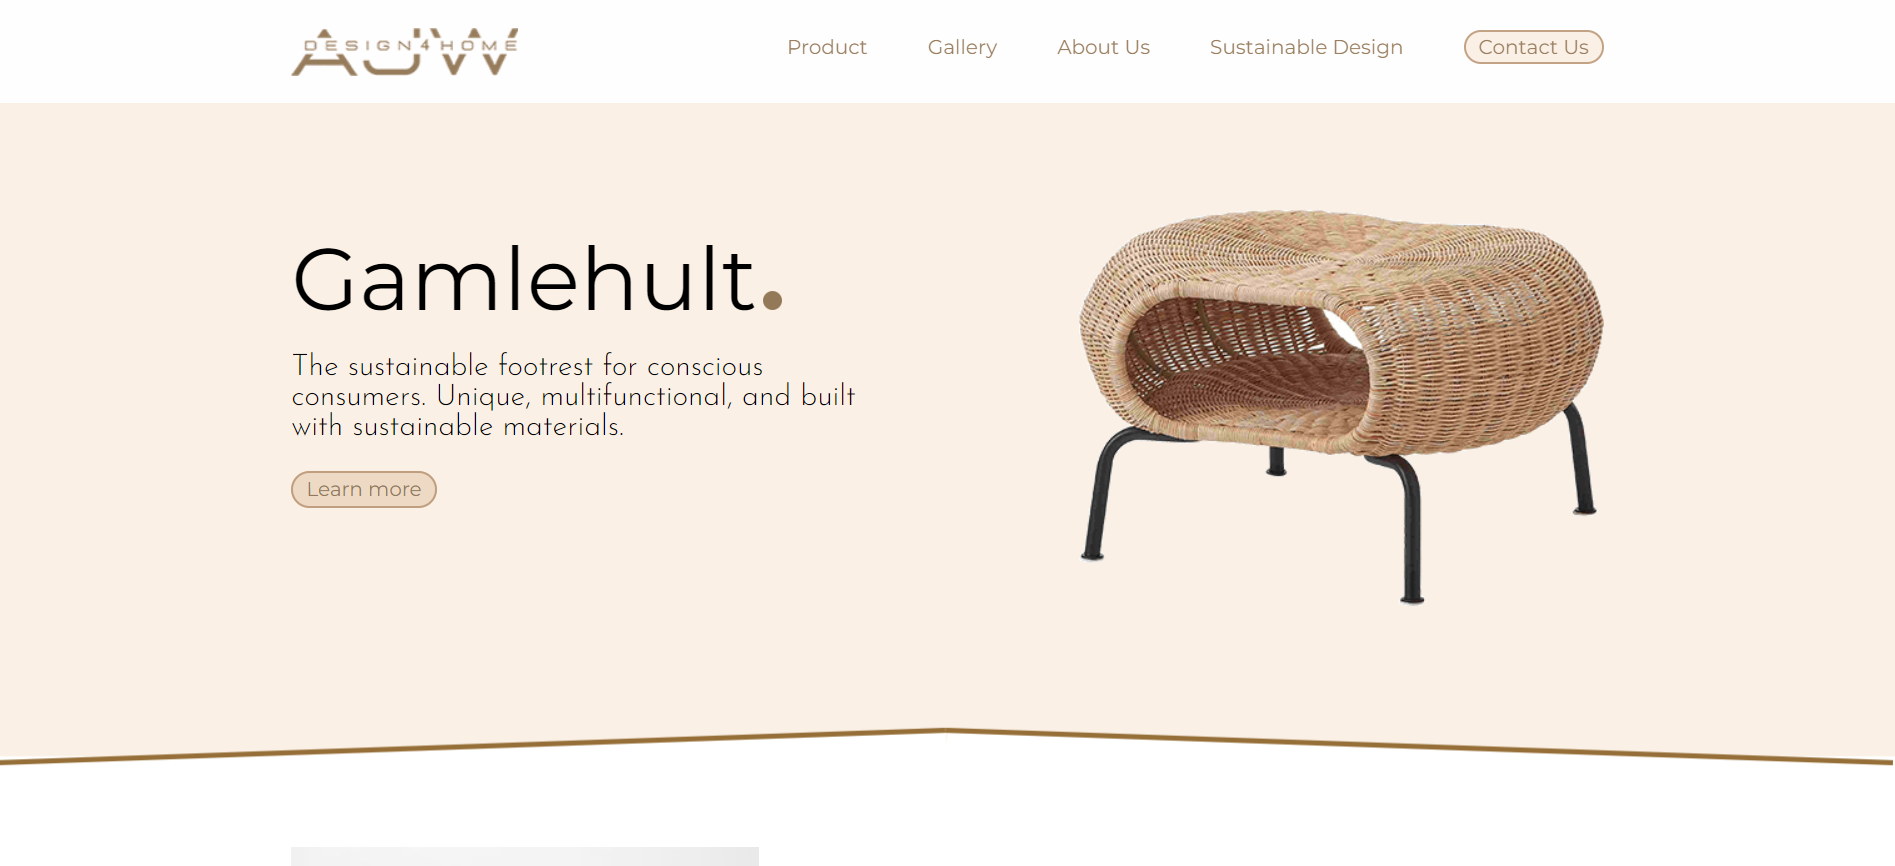 AUW
DESIGN4HOME
Product
Gallery
About Us
Sustainable Design
Contact Us
Gamlehult.
The sustainable footrest for conscious
consumers. Unique, multifunctional, and built
with sustainable materials.
Learn more